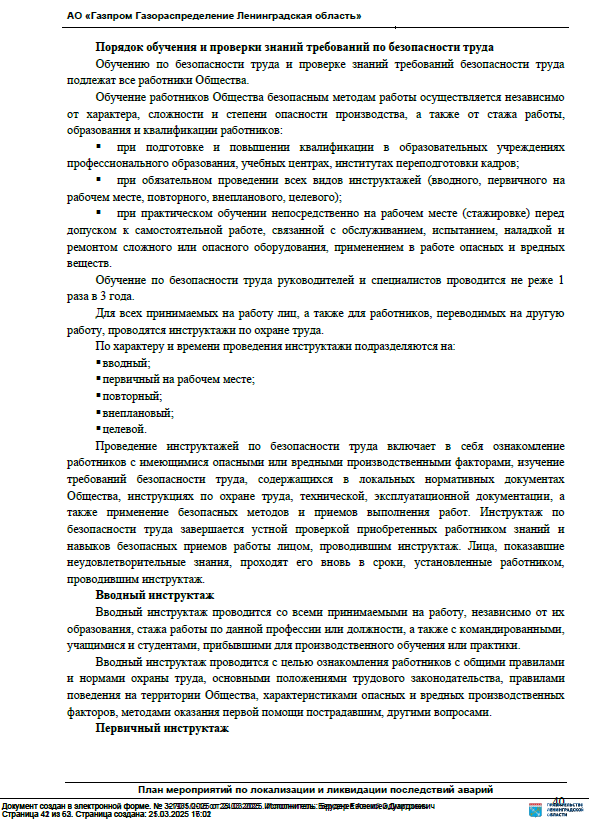 АО «Газпром Газораспределение Ленинградская область»
Порядок обучения и проверки знаний требований по безопасности труда
Обучению по безопасности труда и проверке знаний требований безопасности труда
подлежат все работники Общества.
Обучение работников Общества безопасным методам работы осуществляется независимо
от характера, сложности и степени опасности производства, а также от стажа работы,
образования и квалификации работников:
▪ при подготовке и повышении квалификации в образовательных учреждениях
профессионального образования, учебных центрах, институтах переподготовки кадров;
▪ при обязательном проведении всех видов инструктажей (вводного, первичного на
рабочем месте, повторного, внепланового, целевого);
▪ при практическом обучении непосредственно на рабочем месте (стажировке) перед
допуском к самостоятельной работе, связанной с обслуживанием, испытанием, наладкой и
ремонтом сложного или опасного оборудования, применением в работе опасных и вредных
веществ.
Обучение по безопасности труда руководителей и специалистов проводится не реже 1
раза в 3 года.
Для всех принимаемых на работу лиц, а также для работников, переводимых на другую
работу, проводятся инструктажи по охране труда.
По характеру и времени проведения инструктажи подразделяются на:
▪вводный;
▪первичный на рабочем месте;
▪повторный;
▪внеплановый;
▪целевой.
Проведение инструктажей по безопасности труда включает в себя ознакомление
работников с имеющимися опасными или вредными производственными факторами, изучение
требований безопасности труда, содержащихся в локальных нормативных документах
Общества, инструкциях по охране труда, технической, эксплуатационной документации, а
также применение безопасных методов и приемов выполнения работ. Инструктаж по
безопасности труда завершается устной проверкой приобретенных работником знаний и
навыков безопасных приемов работы лицом, проводившим инструктаж. Лица, показавшие
неудовлетворительные знания, проходят его вновь в сроки, установленные работником,
проводившим инструктаж.
Вводный инструктаж
Вводный инструктаж проводится со всеми принимаемыми на работу, независимо от их
образования, стажа работы по данной профессии или должности, а также с командированными,
учащимися и студентами, прибывшими для производственного обучения или практики.
Вводный инструктаж проводится с целью ознакомления работников с общими правилами
и нормами охраны труда, основными положениями трудового законодательства, правилами
поведения на территории Общества, характеристиками опасных и вредных производственных
факторов, методами оказания первой помощи пострадавшим, другими вопросами.
Первичный инструктаж
План мероприятий по локализации и ликвидации последствий аварий
40
Документ создан в электронной форме. № Исполнитель:
Страница Страница создана: